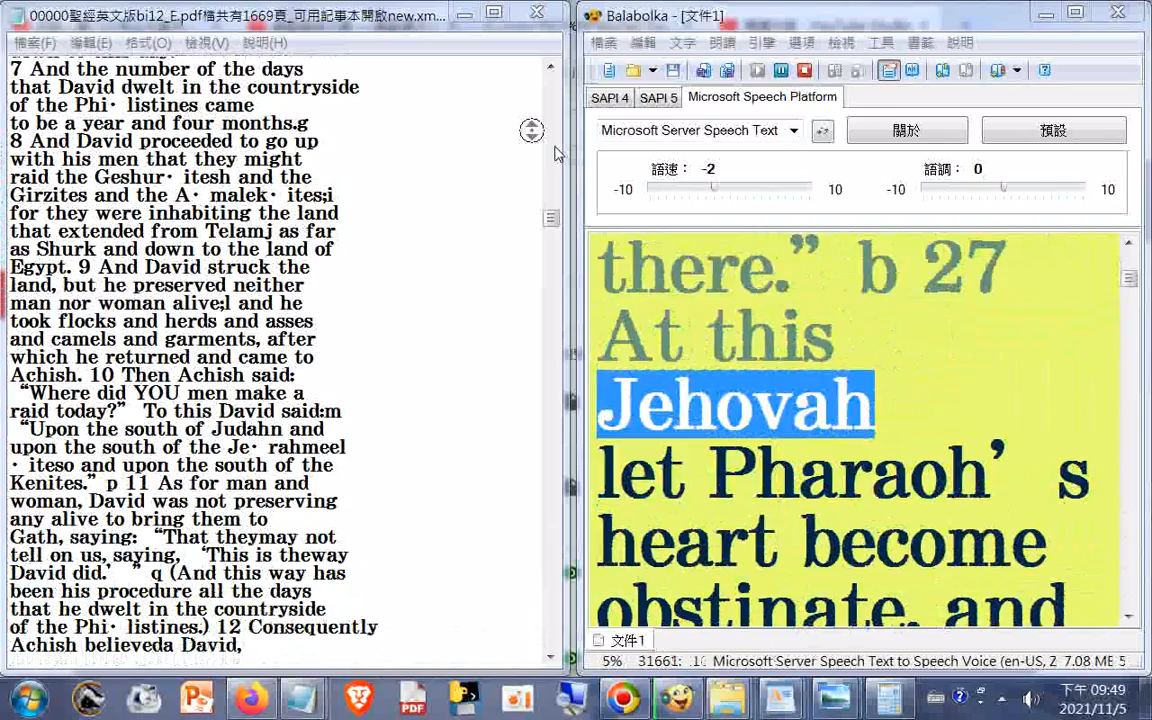 00000聖經英文版bi12_E.pdf檔共有1669頁_可用記事本開啟new.xm...
檔案(F) 編輯(E) 格式(O) 檢視(V) 說明(H)
7 And the number of the days
that David dwelt in the countryside
of the Phi· listines came
to be a year and four months.g
8 And David proceeded to go up
with his men that they might
raid the Geshur· itesh and the
Girzites and the A· malek· ites;i
for they were inhabiting the land
that extended from Telamj as far
as Shurk and down to the land of
Egypt. 9 And David struck the
land, but he preserved neither
man nor woman alive;l and he
took flocks and herds and asses
and camels and garments, after
which he returned and came to
Achish. 10 Then Achish said:
“Where did YOU men make a
raid today?” To this David said:m
“Upon the south of Judahn and
upon the south of the Je· rahmeel
· iteso and upon the south of the
Kenites.” p 11 As for man and
woman, David was not preserving
any alive to bring them to
Gath, saying: “That theymay not
tell on us, saying, ‘This is theway
David did.’ ” q (And this way has
been his procedure all the days
that he dwelt in the countryside
of the Phi· listines.) 12 Consequently
Achish believeda David,
Balabolka - [文件1]
檔案 編輯 文字 朗讀 引擎 選項 檢視 工具 書籤 說明
SAPI 4 SAPI 5 Microsoft Speech Platform
Microsoft Server Speech Text 關於 預設
語速： -2 語調： 0
-10 10 -10 10
there.” b 27
At this
Jehovah
let Pharaoh’ s
heart become
obstinate, and
文件1
5% 31661: Microsoft Server Speech Text to Speech Voice (en-US, 2 7.08 MB
下午 09:49
2021/11/5